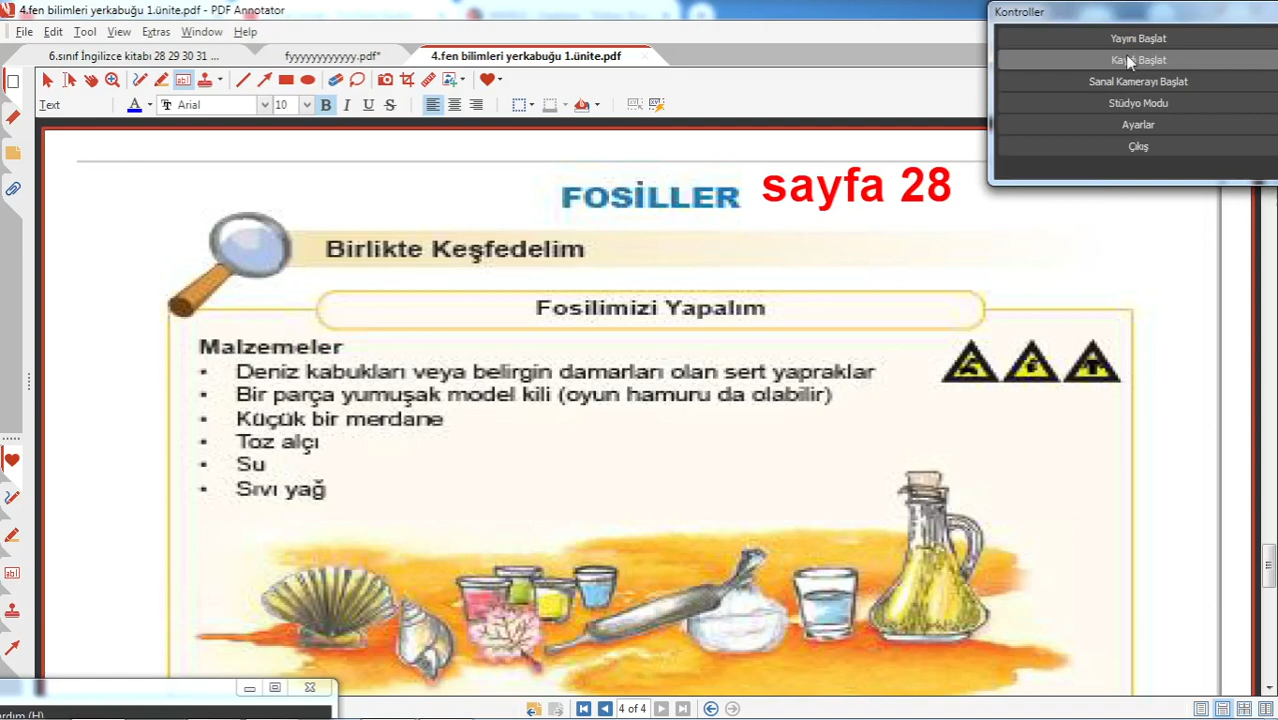 4.fen bilimleri yerkabuğu 1.ünite.pdf - PDF Annotator
File Edit Tool View Extras Window Help
6.sınıf İngilizce kitabı 28 29 30 31 ...
fyyyyyyyyyyyy.pdf*
4.fen bilimleri yerkabuğu 1.ünite.pdf
Text
Arial
10
Kontroller
Yayını Başlat
Başlat
Sanal Kamerayı Başlat
Stüdyo Modu
Ayarlar
Çıkış
FOSİLLER sayfa 28
Birlikte Keşfedelim
Fosilimizi Yapalım
Malzemeler
• Deniz kabukları veya belirgin damarları olan sert yapraklar
• Bir parça yumuşak model kili (oyun hamuru da olabilir)
• Küçük bir merdane
• Toz alçı
• Su
• Sıvı yağ
(H)
4 of 4